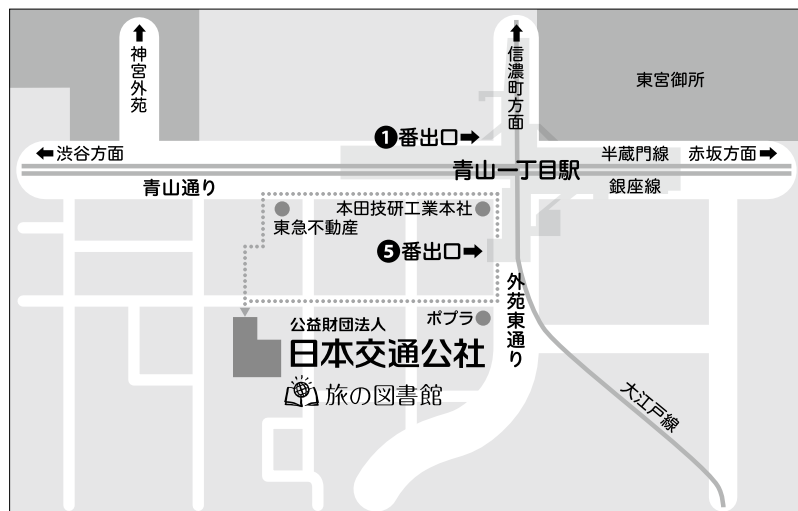 神宮外苑
信濃町方面
東宮御所
❶番出口
渋谷方面
青山一丁目駅
半蔵門線
赤坂方面
青山通り
銀座線
本田技研工業本社
東急不動産
❺番出口
外苑東通り
公益財団法人
ポプラ
日本交通公社
旅の図書館
大江戸線